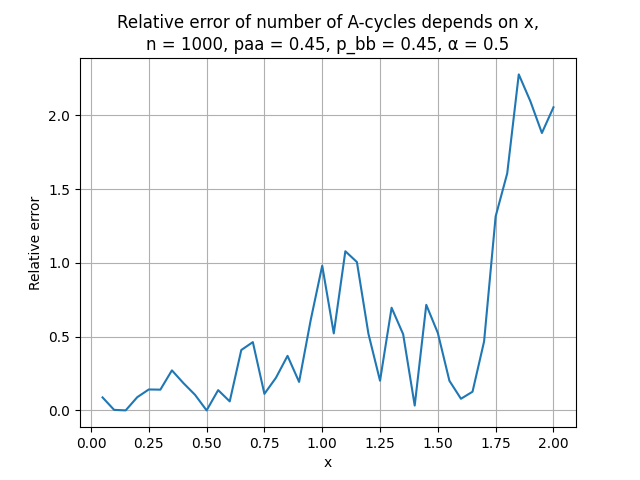 Relative error of number of A-cycles depends on x,
n = 1000, paa = 0.45, p_bb = 0.45, α = 0.5
Relative error
2.0
1.5
1.0
0.5
0.0
0.00 0.25 0.50 0.75 1.00 1.25 1.50 1.75 2.00
x